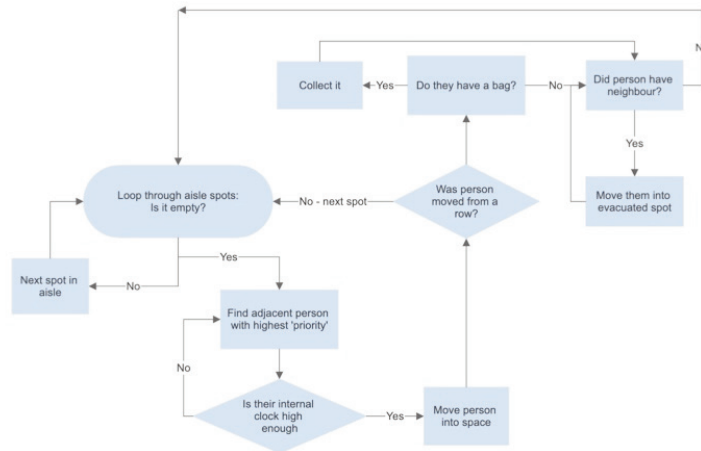 Collect it
Yes
Do they have a bag?
No
Did person have
neighbour?
Yes
Move them into
evacuated spot
Loop through aisle spots:
Is it empty?
No - next spot
Was person
moved from a
row?
Next spot in
aisle
No
Yes
Find adjacent person
with highest 'priority'
No
Is their internal
clock high
enough
Yes
Move person
into space